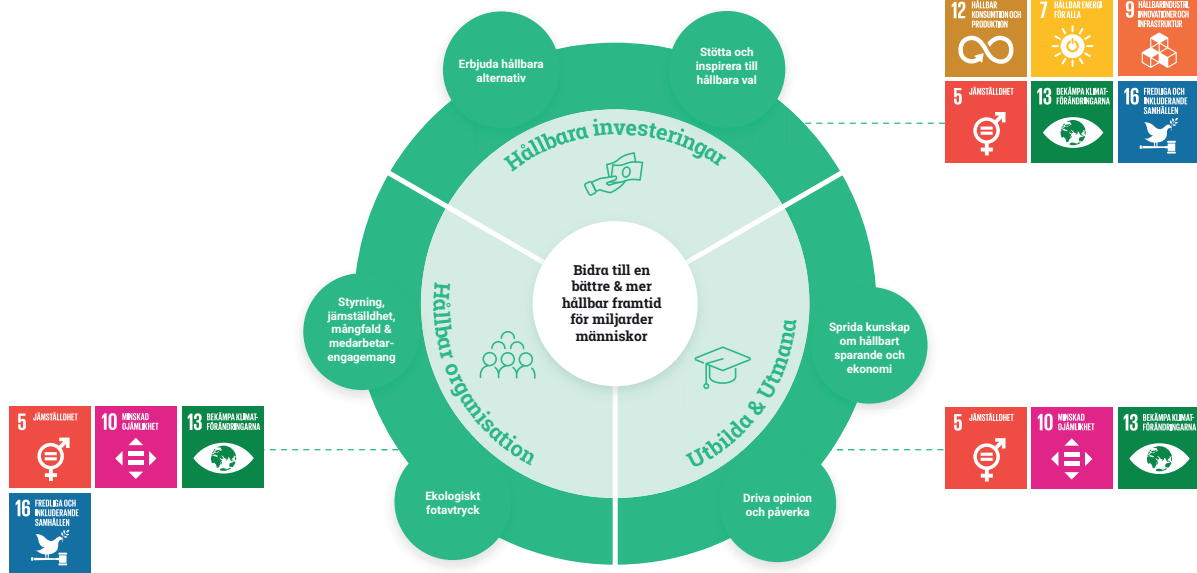 Erbjuda hållbara
alternativ
Stötta och
inspirera till
hållbara val
Hållbara investeringar
12 HÅLLBAR
KONSUMTION OCH
PRODUKTION
7 HÅLLBAR ENERGI
FÖR ALLA
9 HÅLLBAR INDUSTRI,
INNOVATIONER OCH
INFRASTRUKTUR
5 JÄMSTÄLLDHET
13 BEKÄMPA KLIMAT-
FÖRÄNDRINGARNA
16 FREDLIGA OCH
INKLUDERANDE
SAMHÄLLEN
Bidra till en
bättre & mer
hållbar framtid
för miljarder
människor
Styrning,
jämställdhet,
mångfald &
medarbetar-
engagemang
Hållbar organisation
Ekologiskt
fotavtryck
Sprida kunskap
om hållbart
sparande och
ekonomi
Utbilda & Utmana
Driva opinion
och påverka
5 JÄMSTÄLLDHET
10 MINSKAD
OJÄMLIKHET
13 BEKÄMPA KLIMAT-
FÖRÄNDRINGARNA
16 FREDLIGA OCH
INKLUDERANDE
SAMHÄLLEN
5 JÄMSTÄLLDHET
10 MINSKAD
OJÄMLIKHET
13 BEKÄMPA KLIMAT-
FÖRÄNDRINGARNA